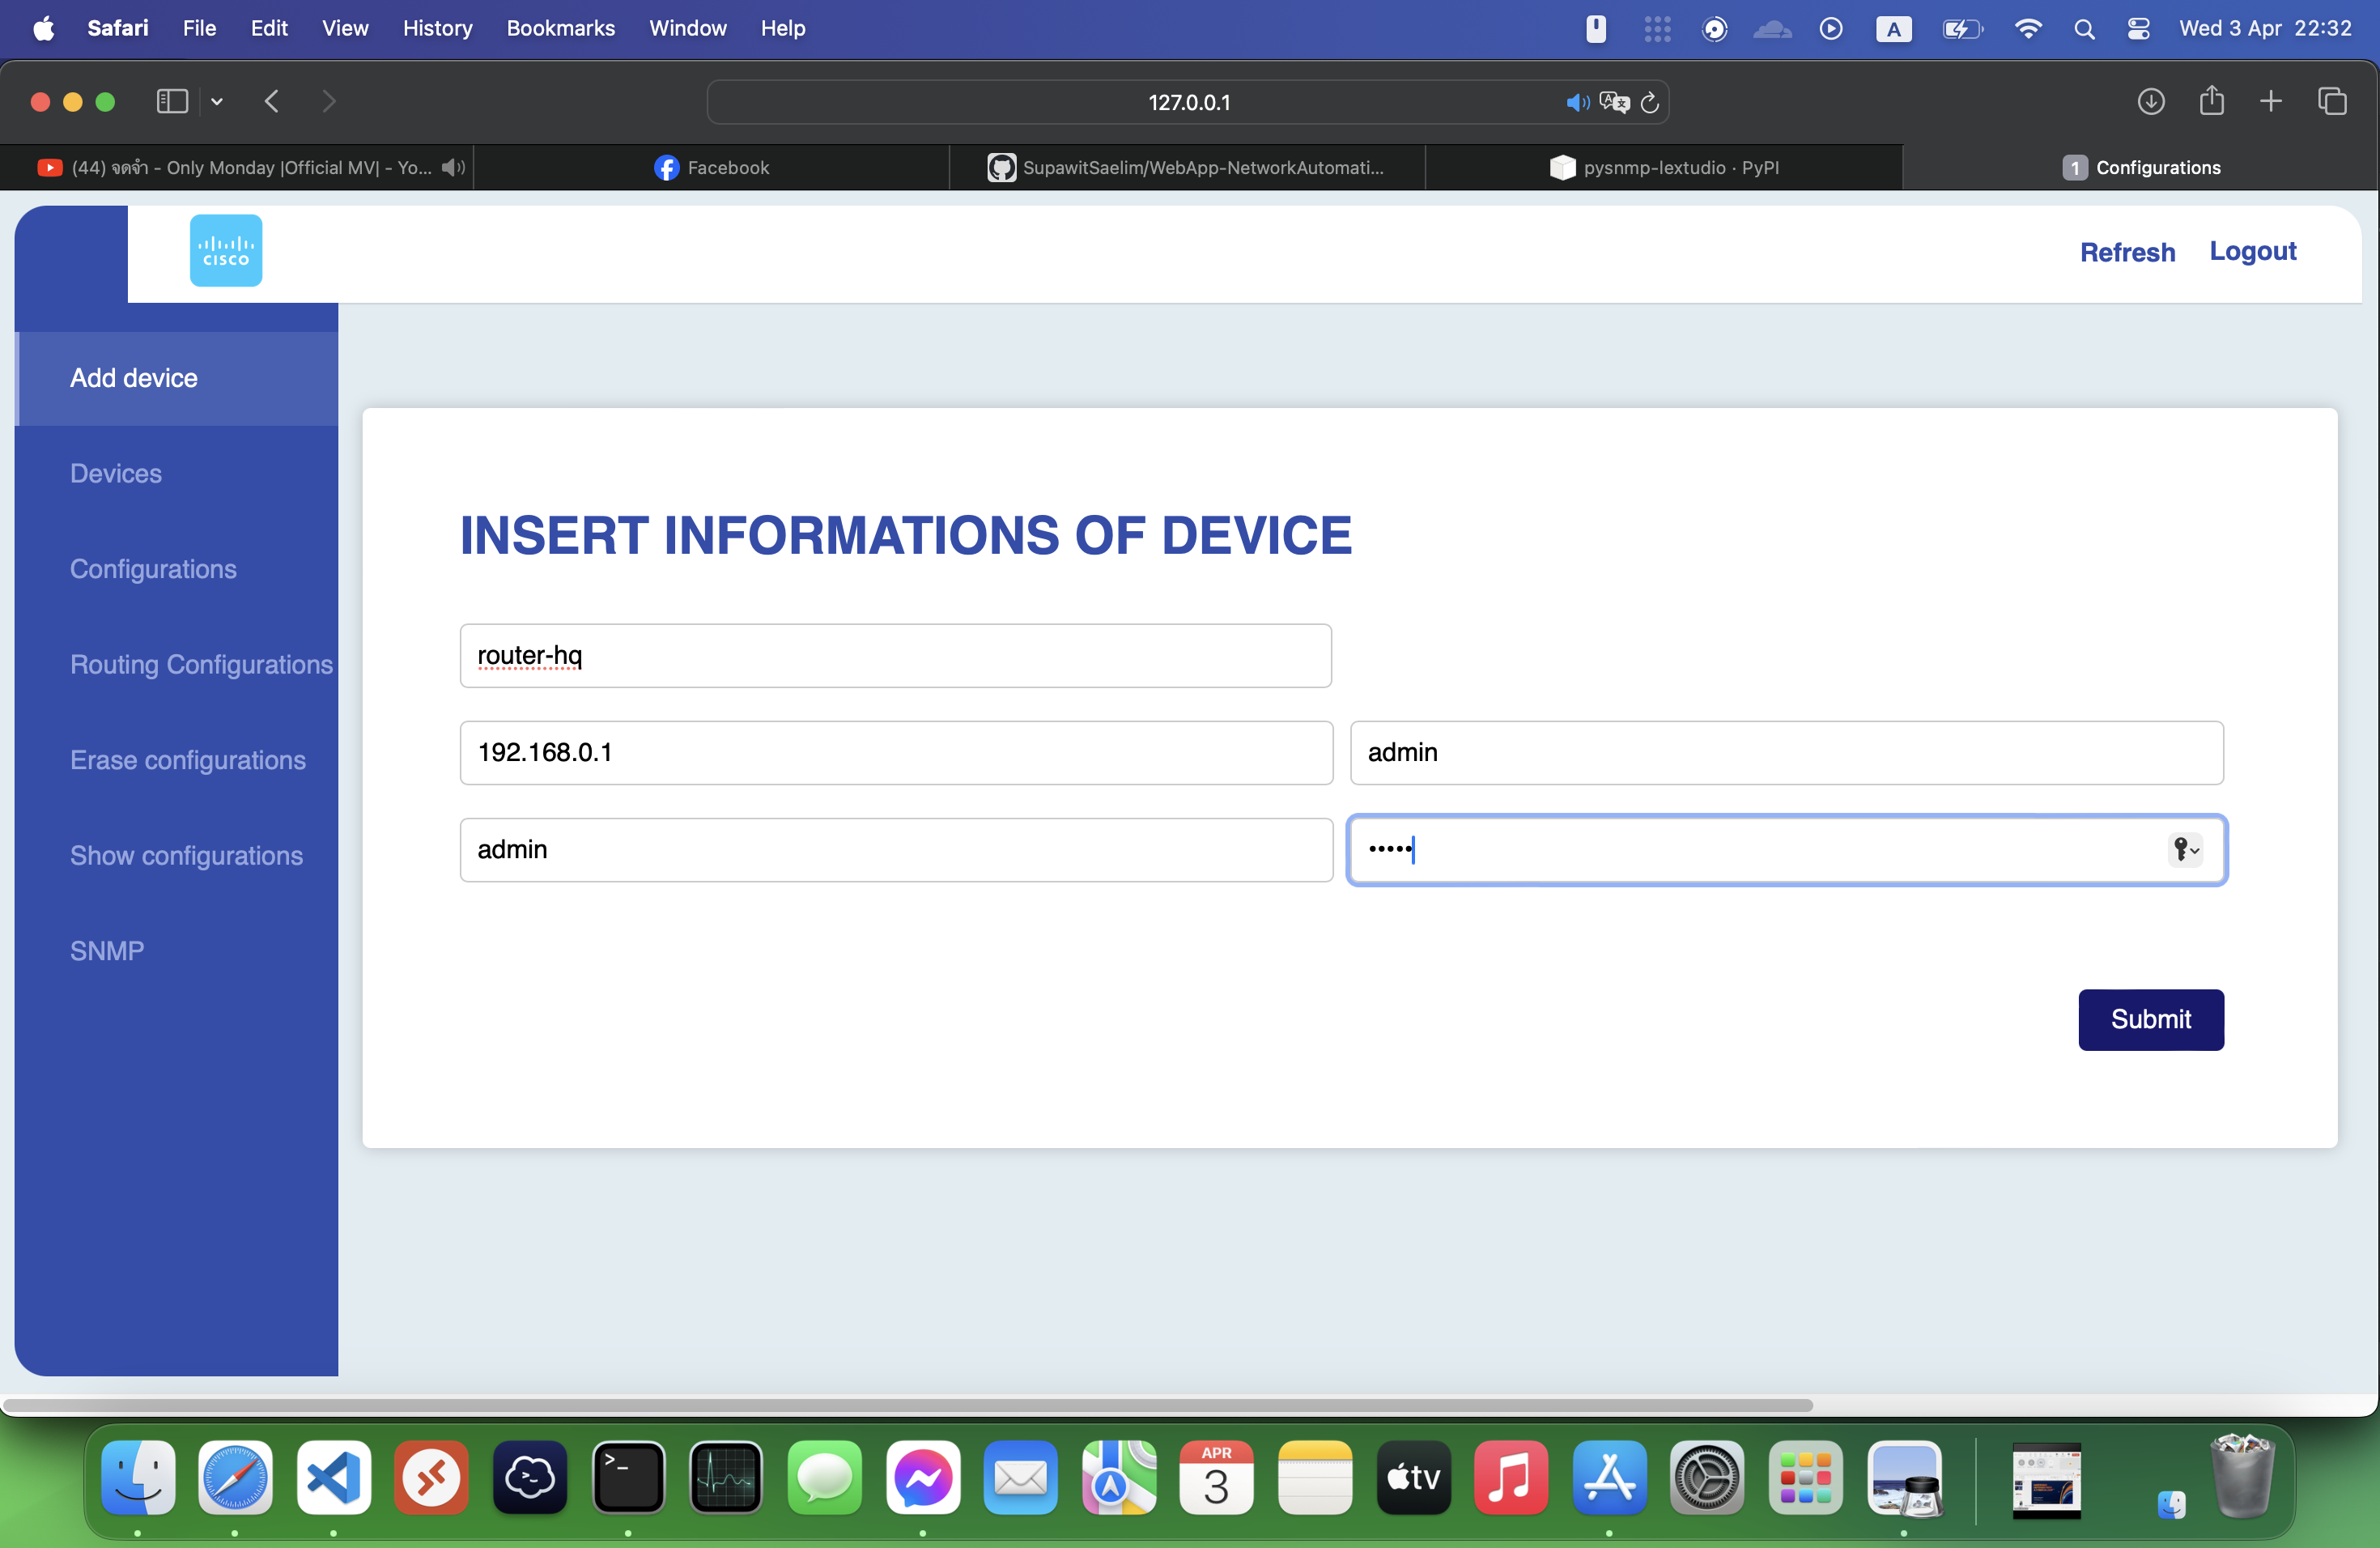 Safari File Edit View History Bookmarks Window Help A Wed 3 Apr 22:32
127.0.0.1
(44) จดจำ - Only Monday |Official MV| - Yo... Facebook SupawitSaelim/WebApp-NetworkAutomati... pysnmp-lextudio · PyPI 1 Configurations
CISCO
Refresh Logout
Add device
Devices
Configurations
Routing Configurations
Erase configurations
Show configurations
SNMP
INSERT INFORMATIONS OF DEVICE
router-hq
192.168.0.1 admin
admin •••••
Submit
APR
3
tv